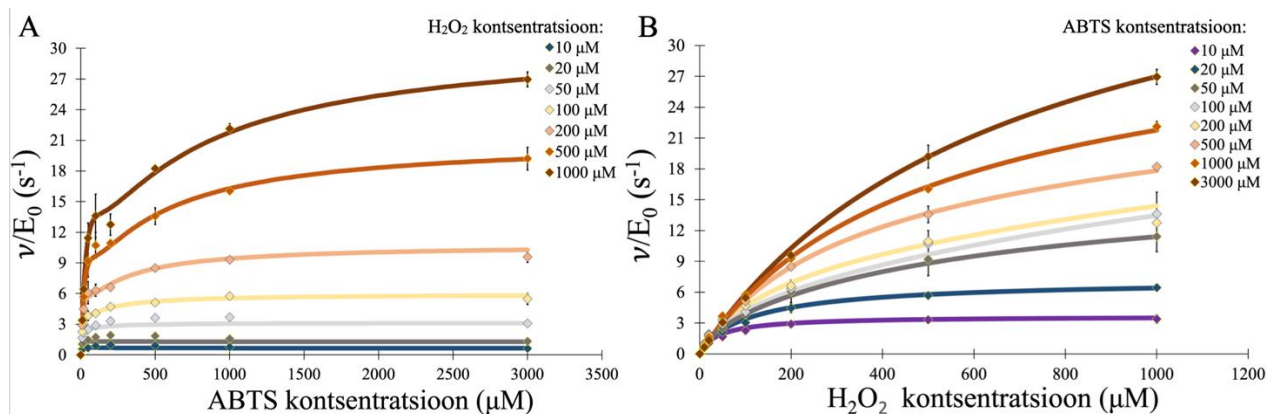 A
H₂O₂ kontsentratsioon:
10 µM
20 µM
50 µM
100 µM
200 µM
500 µM
1000 µM
30
27
24
21
18
15
12
9
6
3
0
ν/E₀ (s⁻¹)
0 500 1000 1500 2000 2500 3000 3500
ABTS kontsentratsioon (µM)
B
ABTS kontsentratsioon:
10 µM
20 µM
50 µM
100 µM
200 µM
500 µM
1000 µM
3000 µM
30
27
24
21
18
15
12
9
6
3
0
ν/E₀ (s⁻¹)
0 200 400 600 800 1000 1200
H₂O₂ kontsentratsioon (µM)